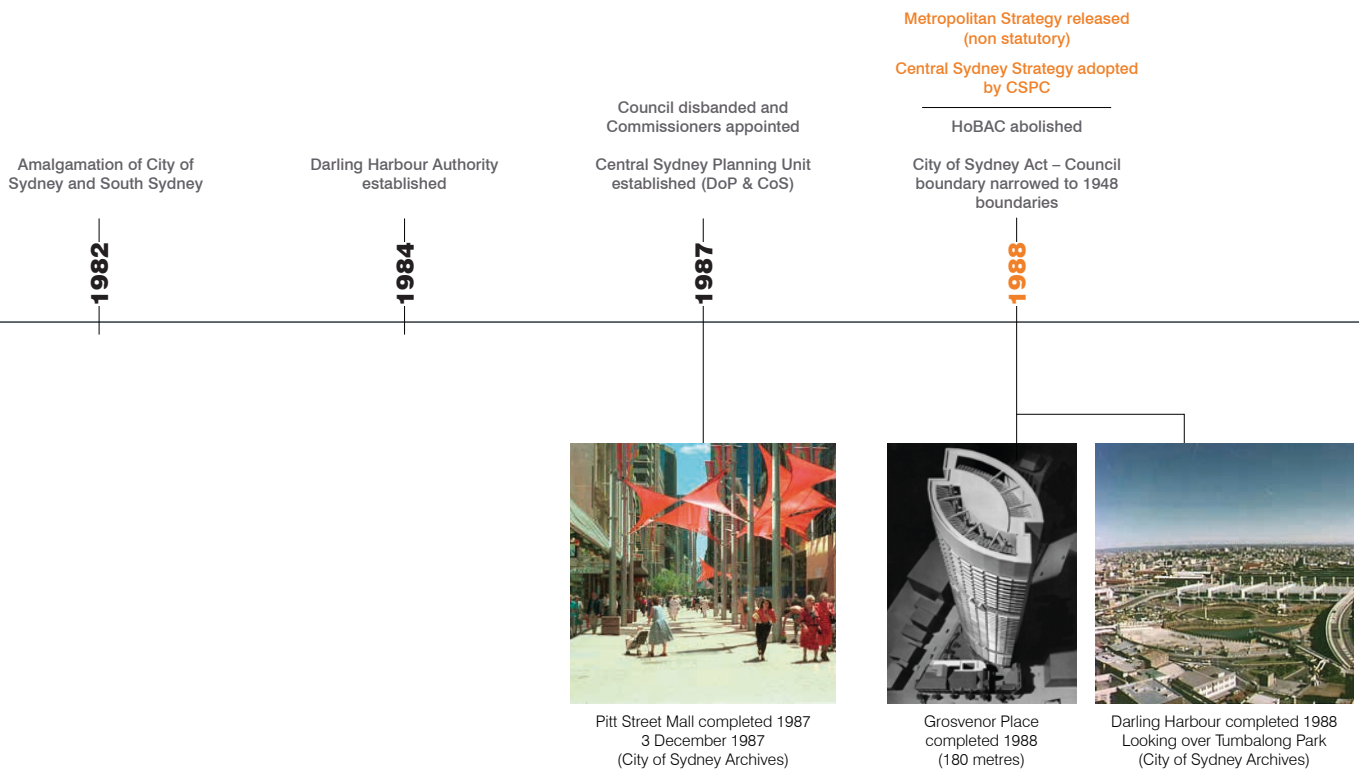 Amalgamation of City of
Sydney and South Sydney
1982
Darling Harbour Authority
established
1984
Council disbanded and
Commissioners appointed
Central Sydney Planning Unit
established (DoP & CoS)
1987
Metropolitan Strategy released
(non statutory)
Central Sydney Strategy adopted
by CSPC
HoBAC abolished
City of Sydney Act – Council
boundary narrowed to 1948
boundaries
1988
Pitt Street Mall completed 1987
3 December 1987
(City of Sydney Archives)
Grosvenor Place
completed 1988
(180 metres)
Darling Harbour completed 1988
Looking over Tumbalong Park
(City of Sydney Archives)